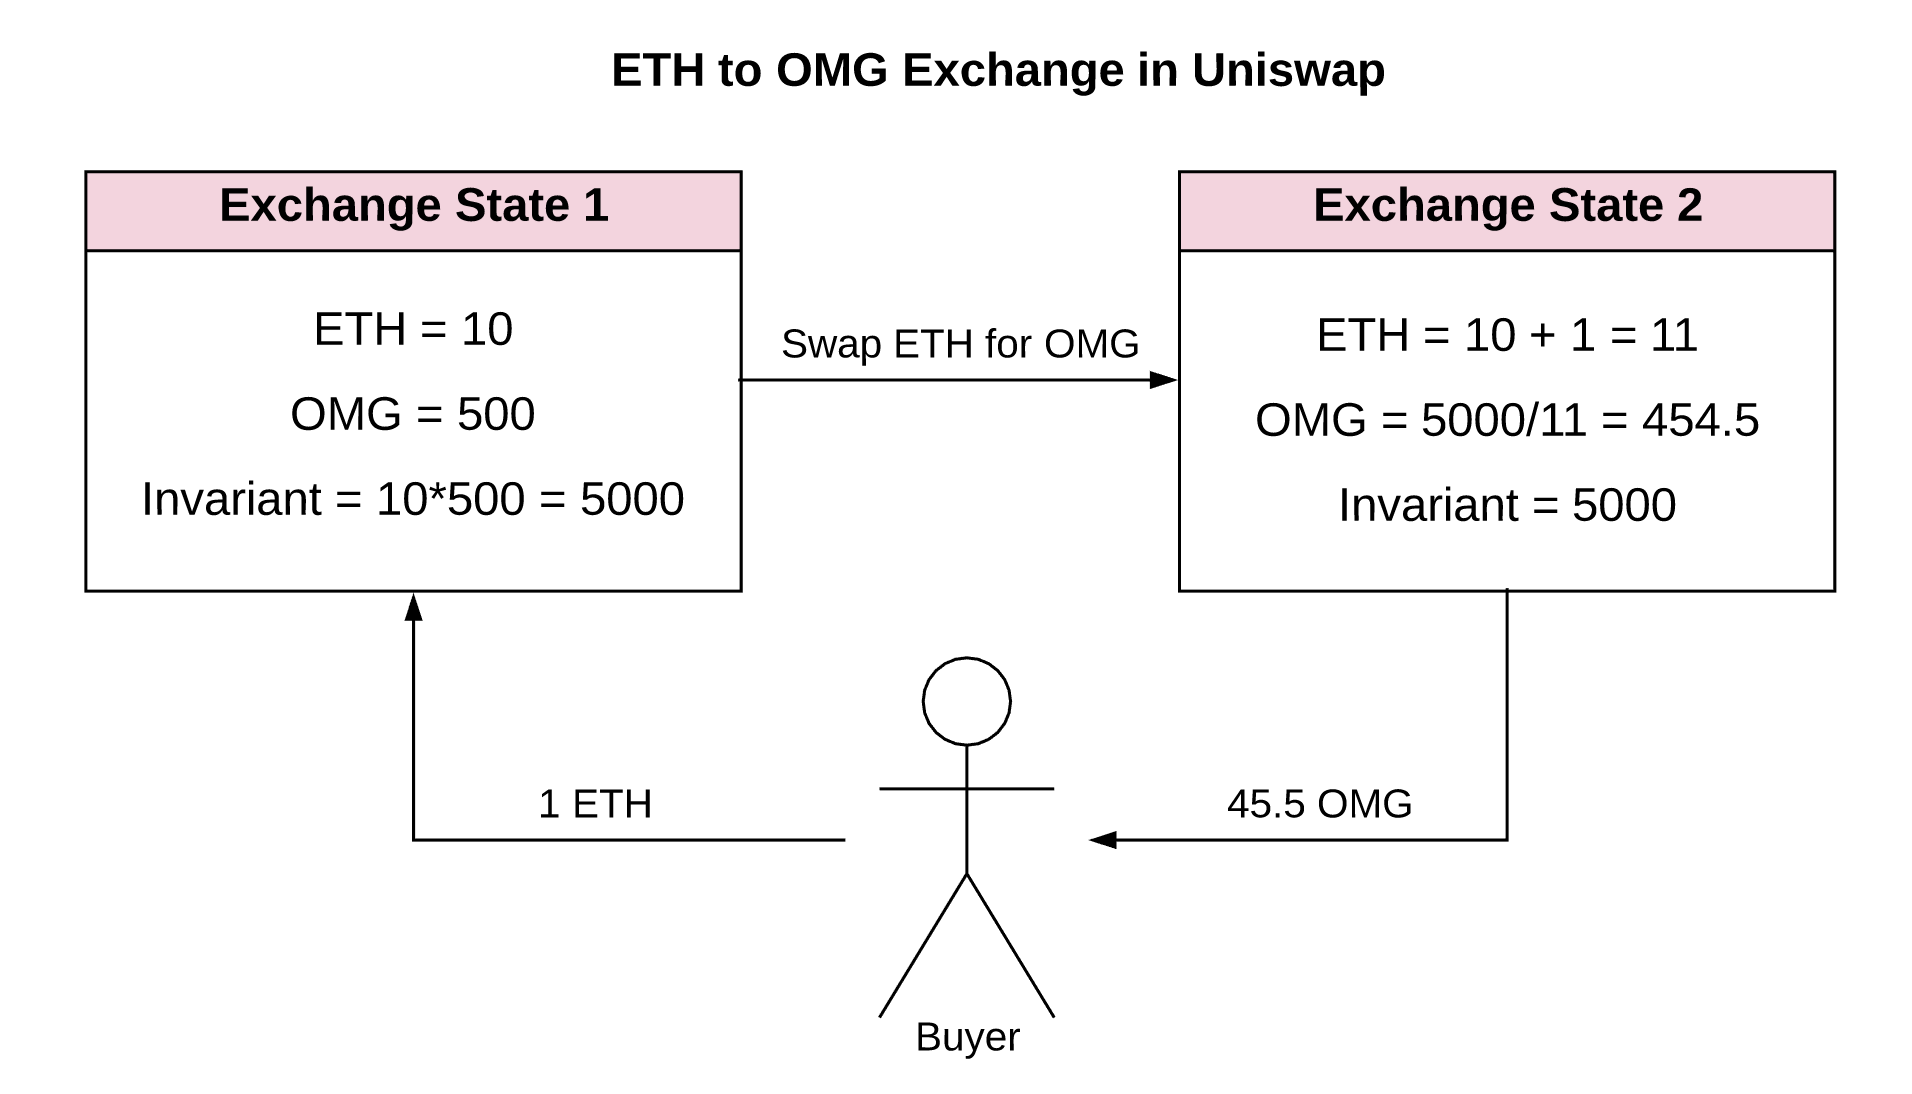 ETH to OMG Exchange in Uniswap
Exchange State 1
ETH = 10
OMG = 500
Invariant = 10*500 = 5000
Swap ETH for OMG
Exchange State 2
ETH = 10 + 1 = 11
OMG = 5000/11 = 454.5
Invariant = 5000
1 ETH
45.5 OMG
Buyer